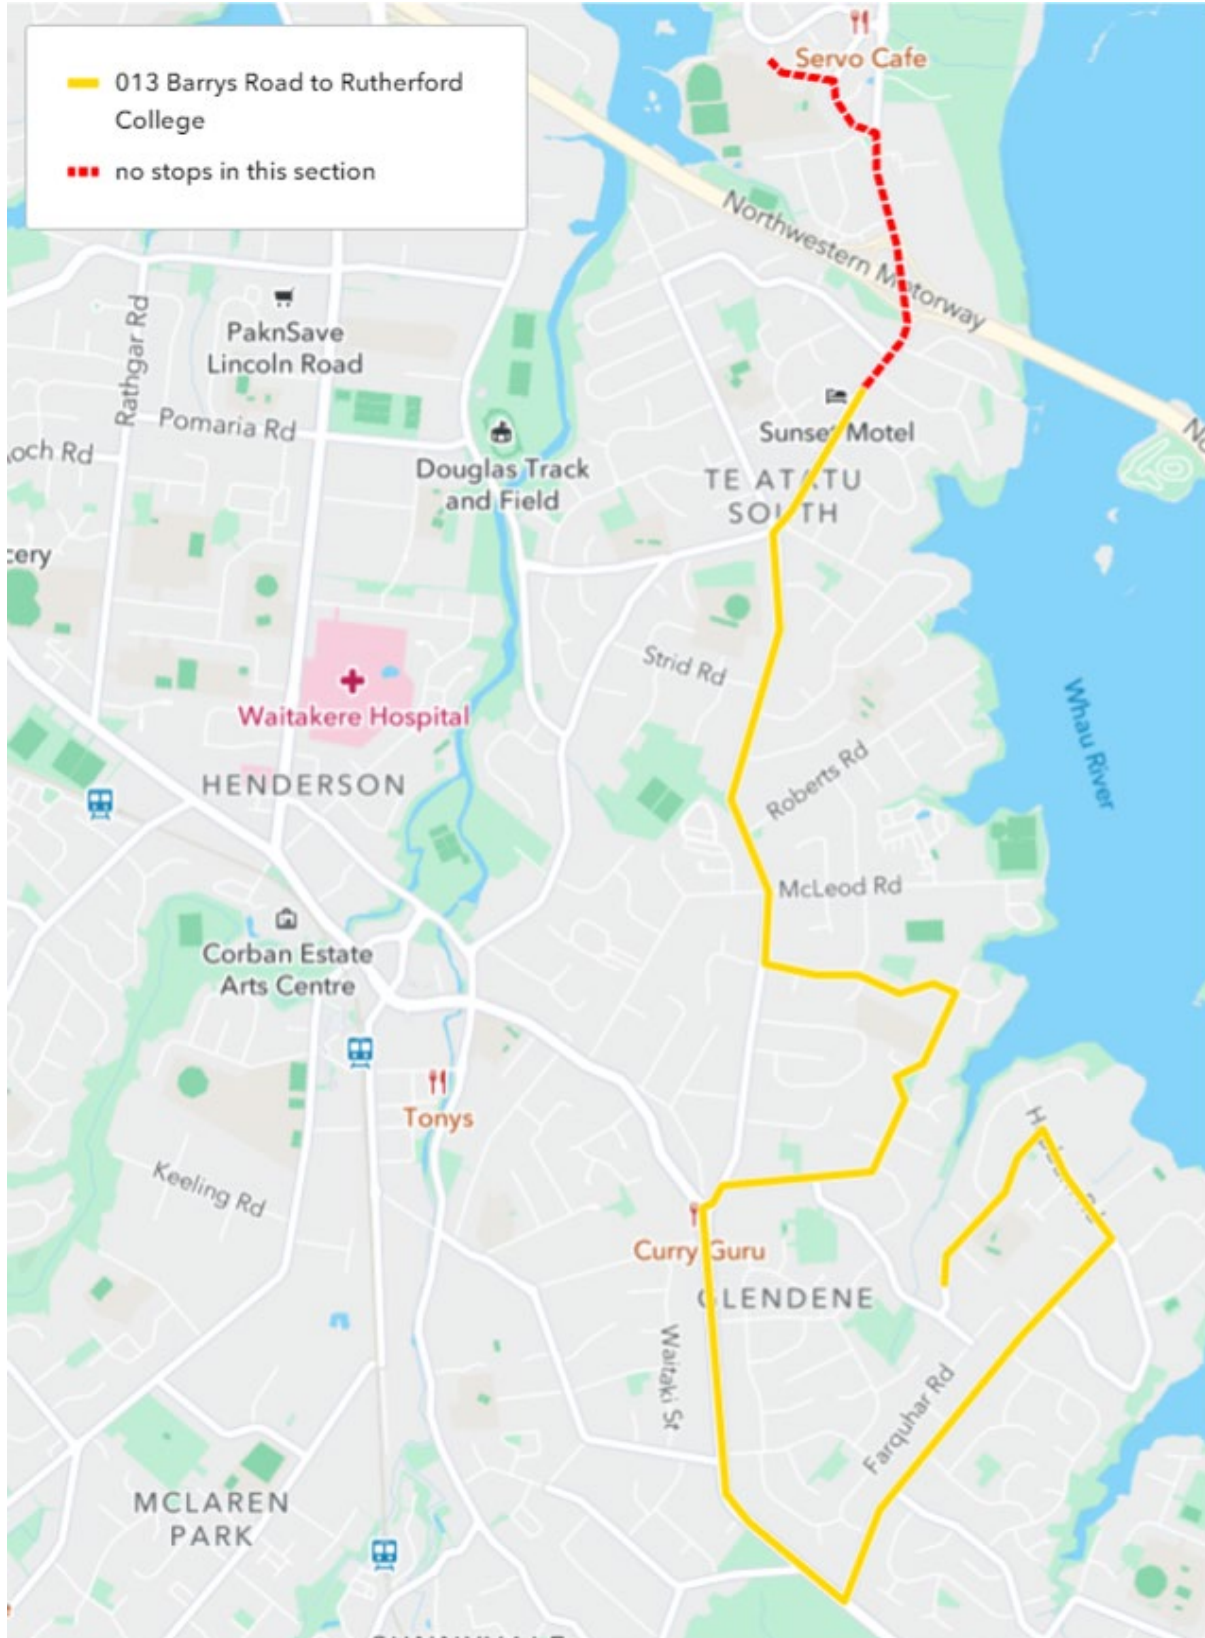 013 Barrys Road to Rutherford
College
no stops in this section
Servo Cafe
Northwestern Motorway
Rathgar Rd
PaknSave
Lincoln Road
Pomaria Rd
och Rd
Douglas Track
and Field
Sunset Motel
TE ATATU
SOUTH
No
cery
Strid Rd
Waitakere Hospital
Whau River
HENDERSON
Roberts Rd
McLeod Rd
Corban Estate
Arts Centre
Tonys
Keeling Rd
Curry Guru
GLENDENE
Waitaki St
Farquhar Rd
MCLAREN
PARK